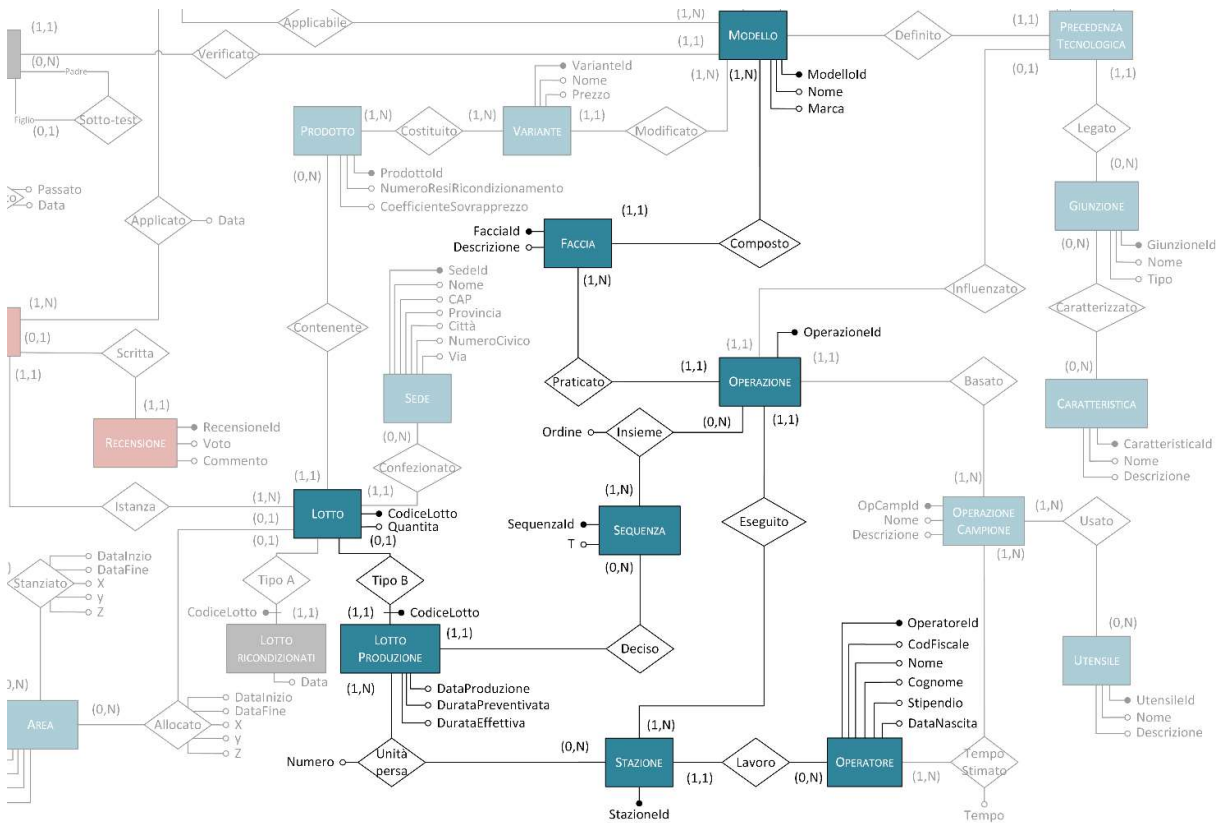 (1,1)
Applicabile
(1,N)
(1,1)
Verificato
(1,1)
MODELLO
Definito
(1,1)
PRECEDENZA
TECNOLOGICA
(0,N)
Padre
(1,N)
(1,N)
(0,1)
(1,1)
Figlio
Sotto-test
(0,1)
VarianteId
Nome
Prezzo
ModelloId
Nome
Marca
PRODOTTO
(1,N)
Costituito
(1,N)
VARIANTE
(1,1)
Modificato
Legato
(0,N)
(0,N)
Passato
Data
ProdottoId
NumeroResiRicondizionamento
CoefficienteSovrapprezzo
Applicato
Data
GIUNZIONE
(0,N)
GiunzioneId
Nome
Tipo
FacciaId
Descrizione
FACCIA
(1,1)
(1,N)
Composto
SedeId
Nome
CAP
Provincia
Città
NumeroCivico
Via
Influenzato
Caratterizzato
(1,N)
(0,1)
Scritta
(1,1)
Contenente
OperazioneId
(1,1)
(1,1)
Praticato
(1,1)
OPERAZIONE
Basato
(0,N)
SEDE
(0,N)
CARATTERISTICA
(1,1)
RECENSIONE
RecensioneId
Voto
Commento
Ordine
Insieme
(0,N)
(1,1)
CaratteristicaId
Nome
Descrizione
Confezionato
(1,1)
Istanza
(1,N)
(0,1)
(0,1)
LOTTO
(1,1)
CodiceLotto
Quantita
(0,1)
(1,N)
SequenzaId
T
SEQUENZA
(0,N)
Eseguito
(1,N)
OpCampId
Nome
Descrizione
OPERAZIONE
CAMPIONE
(1,N)
(1,N)
Usato
DataInzio
DataFine
X
y
Z
Stanziato
Tipo A
Tipo B
CodiceLotto
(1,1)
(1,1)
CodiceLotto
LOTTO
RICONDIZIONATI
Data
LOTTO
PRODUZIONE
(1,1)
(1,N)
Deciso
OperatoreId
CodFiscale
Nome
Cognome
Stipendio
DataNascita
(0,N)
UTENSILE
UtensileId
Nome
Descrizione
DataProduzione
DurataPreventivata
DurataEffettiva
AREA
(0,N)
Allocato
DataInizio
DataFine
X
y
Z
Numero
Unità
persa
(0,N)
(1,N)
STAZIONE
(1,1)
StazioneId
Lavoro
(0,N)
OPERATORE
(1,N)
Tempo
Stimato
Tempo